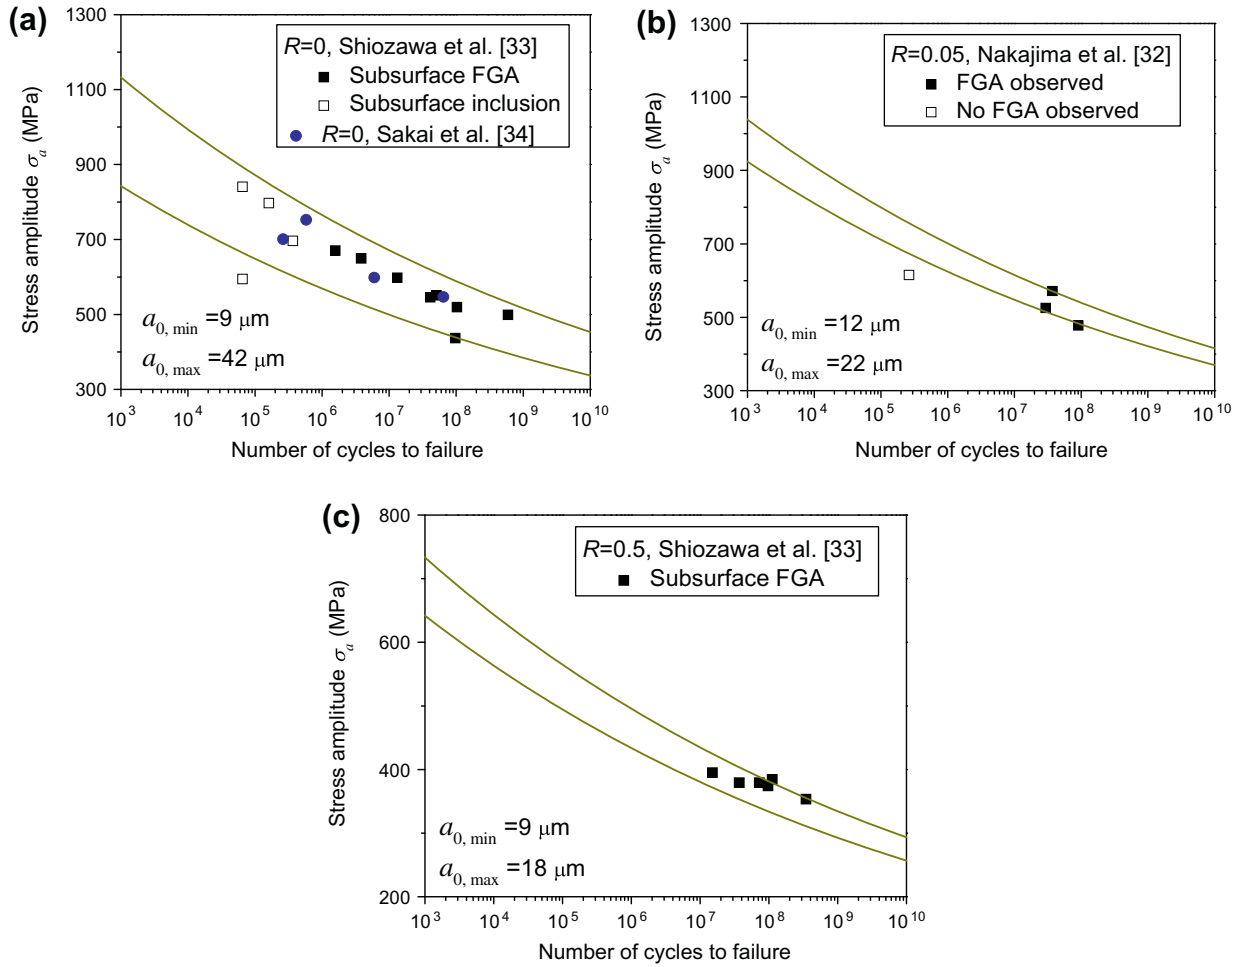 (a)
1300
1100
900
700
500
300
Stress amplitude σa (MPa)
R=0, Shiozawa et al. [33]
Subsurface FGA
Subsurface inclusion
R=0, Sakai et al. [34]
a0, min =9 μm
a0, max =42 μm
10^3 10^4 10^5 10^6 10^7 10^8 10^9 10^10
Number of cycles to failure
(b)
1300
1100
900
700
500
300
Stress amplitude σa (MPa)
R=0.05, Nakajima et al. [32]
FGA observed
No FGA observed
a0, min =12 μm
a0, max =22 μm
10^3 10^4 10^5 10^6 10^7 10^8 10^9 10^10
Number of cycles to failure
(c)
800
600
400
200
Stress amplitude σa (MPa)
R=0.5, Shiozawa et al. [33]
Subsurface FGA
a0, min =9 μm
a0, max =18 μm
10^3 10^4 10^5 10^6 10^7 10^8 10^9 10^10
Number of cycles to failure